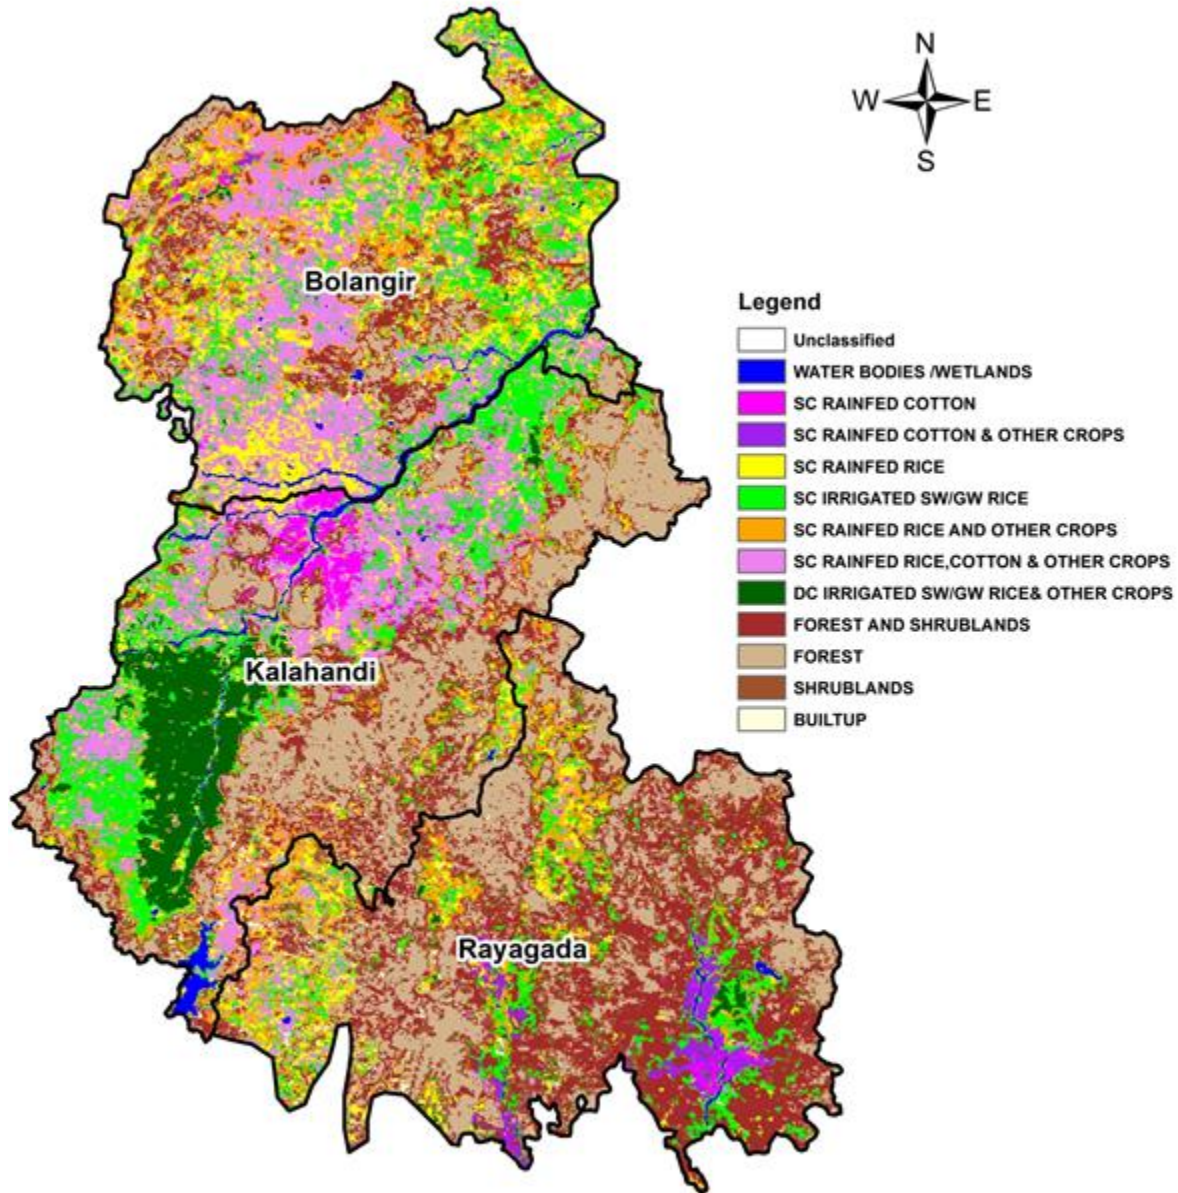 N
W E
S
Bolangir
Legend
Unclassified
WATER BODIES /WETLANDS
SC RAINFED COTTON
SC RAINFED COTTON & OTHER CROPS
SC RAINFED RICE
SC IRRIGATED SW/GW RICE
SC RAINFED RICE AND OTHER CROPS
SC RAINFED RICE,COTTON & OTHER CROPS
DC IRRIGATED SW/GW RICE& OTHER CROPS
FOREST AND SHRUBLANDS
FOREST
SHRUBLANDS
BUILTUP
Kalahandi
Rayagada